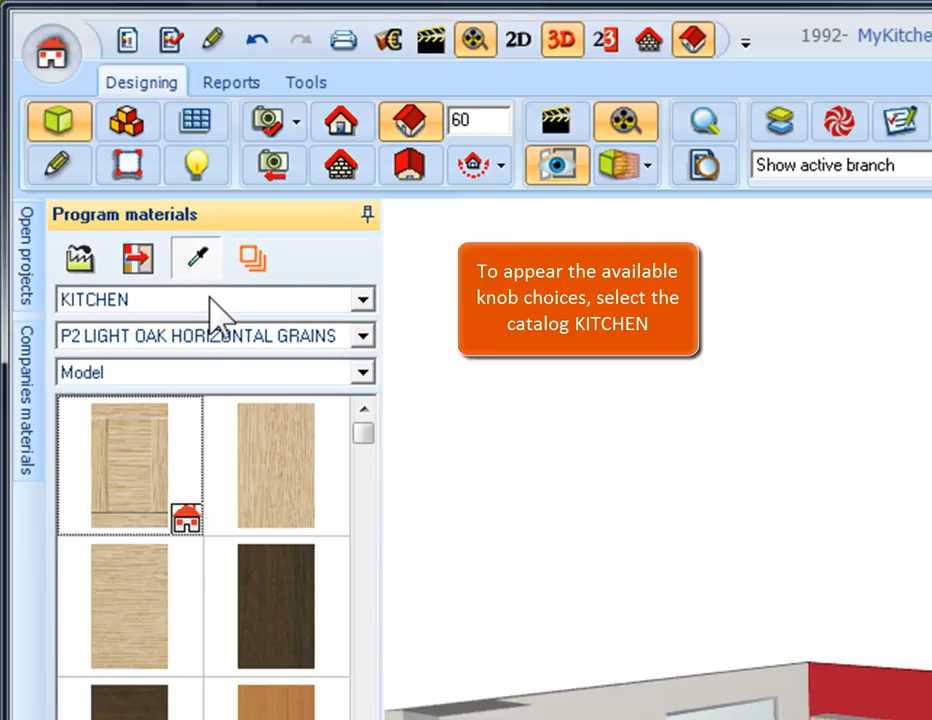 2D
3D
23
1992- MyKitche
Designing
Reports
Tools
60
Show active branch
Open projects
Companies materials
Program materials
KITCHEN
P2 LIGHT OAK HORIZONTAL GRAINS
Model
To appear the available
knob choices, select the
catalog KITCHEN